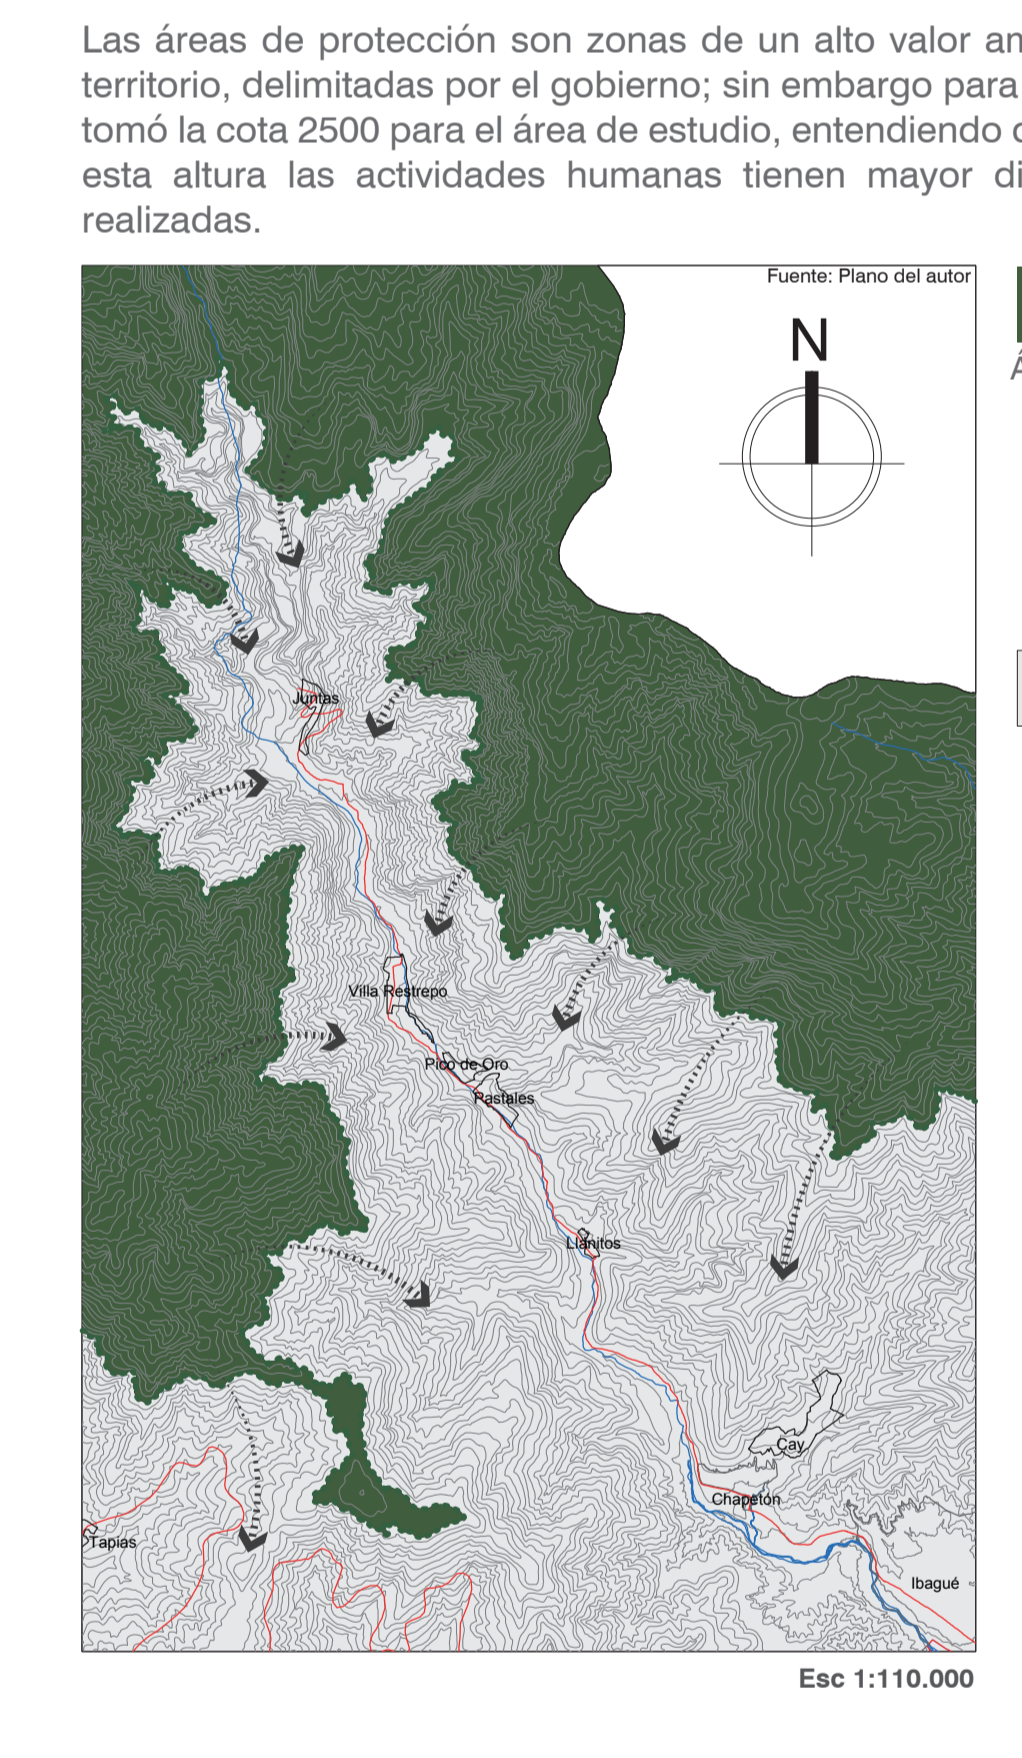 Las áreas de protección son zonas de un alto valor
territorio, delimitadas por el gobierno; sin embargo para
tomó la cota 2500 para el área de estudio, entendiendo
esta altura las actividades humanas tienen mayor
realizadas.
Fuente: Plano del autor
N
Juntas
Villa Restrepo
Pico de Oro
Pastales
Llanitos
Cay
Chapetón
Tapias
Ibagué
Esc 1:110.000